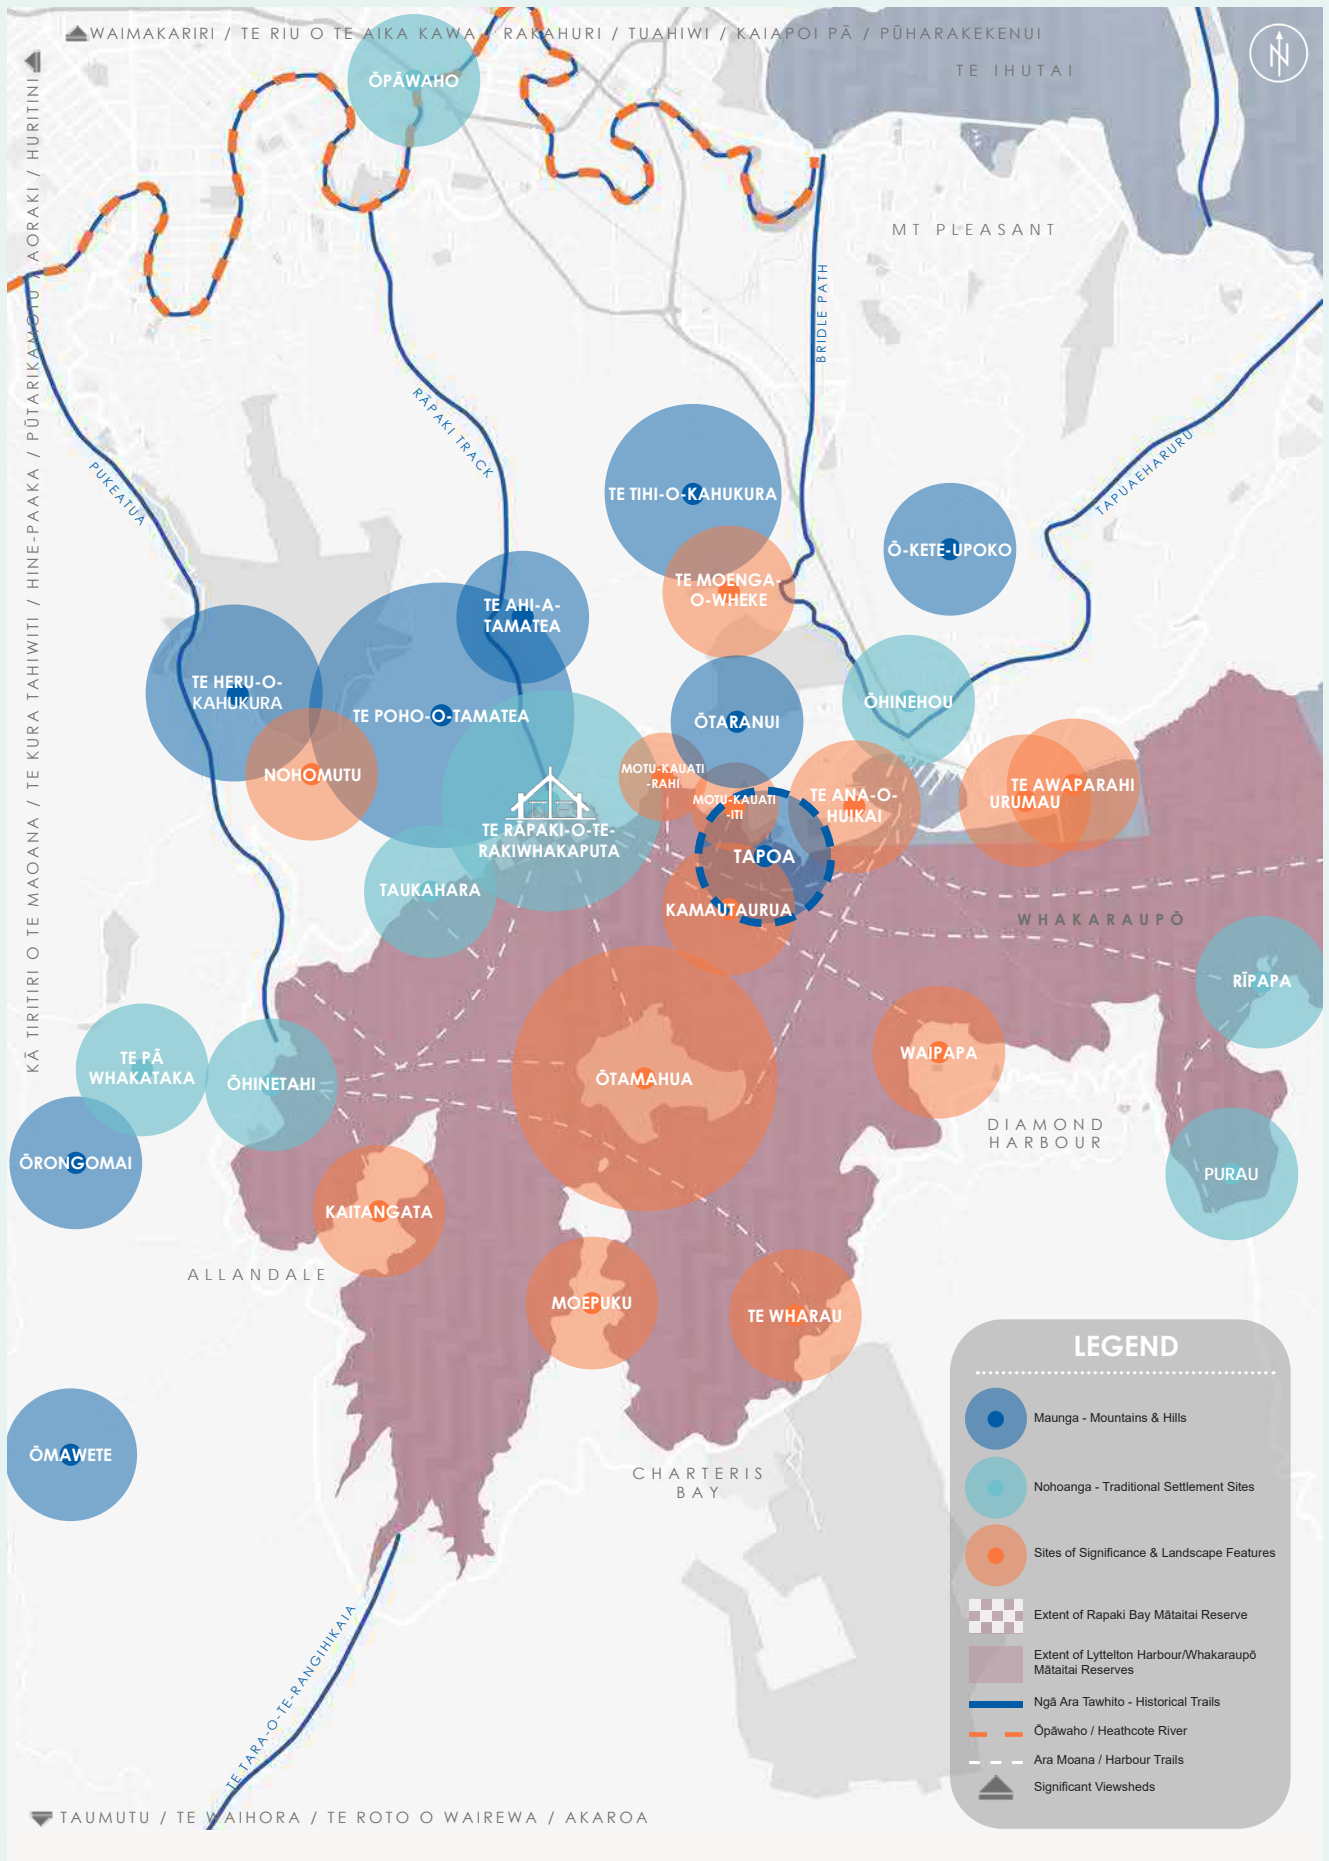 WAIMAKARIRI / TE RIU O TE AIKA KAWA / RAKAHURI / TUAHIWI / KAIAPOI PĀ / PŪHARAKEKENUI
TE IHUTAI
N
ŌPĀWAHO
KĀ TIRITIRI O TE MAOANA / TE KURA TAHIWITI / HINE-PAAKA / PŪTARIKAMOTU / AORAKI / HURITINI
MT PLEASANT
BRIDLE PATH
RĀPAKI TRACK
PUKEATUA
TAPUAEHARURU
TE TIHI-O-KAHUKURA
Ō-KETE-UPOKO
TE MOENGA-
O-WHEKE
TE AHI-A-
TAMATEA
TE HERU-O-
KAHUKURA
TE POHO-O-TAMATEA
ŌTARANUI
ŌHINEHOU
NOHOMUTU
MOTU-KAUATI
-RAHI
MOTU-KAUATI
-ITI
TE ANA-O-
HUIKAI
TE AWAPARAHI
URUMAU
TE RĀPAKI-O-TE-
RAKIWHAKAPUTA
TAPOA
TAUKAHARA
KAMAUTAURUA
WHAKARAUPŌ
RĪPAPA
TE PĀ
WHAKATAKA
ŌHINETAHI
ŌTAMAHUA
WAIPAPA
DIAMOND
HARBOUR
ŌRONGOMAI
PURAU
KAITANGATA
ALLANDALE
MOEPUKU
TE WHARAU
ŌMAWETE
CHARTERIS
BAY
TE TARA-O-TE-RANGIHIKAIA
LEGEND
Maunga - Mountains & Hills
Nohoanga - Traditional Settlement Sites
Sites of Significance & Landscape Features
Extent of Rapaki Bay Mātaitai Reserve
Extent of Lyttelton Harbour/Whakaraupō
Mātaitai Reserves
Ngā Ara Tawhito - Historical Trails
Ōpāwaho / Heathcote River
Ara Moana / Harbour Trails
Significant Viewsheds
TAUMUTU / TE WAIHORA / TE ROTO O WAIREWA / AKAROA